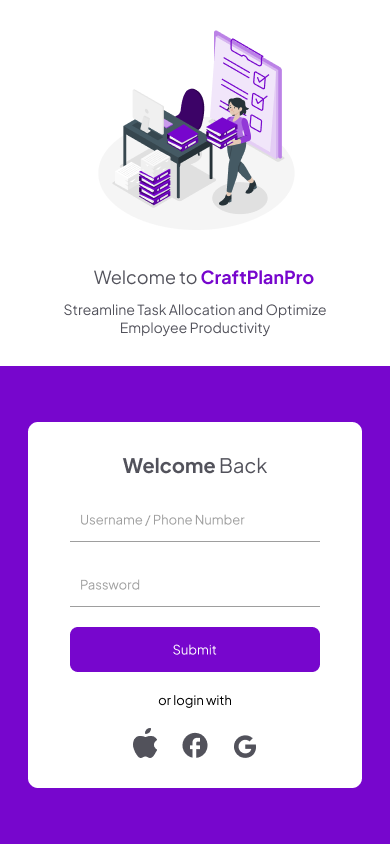 Welcome to CraftPlanPro
Streamline Task Allocation and Optimize
Employee Productivity
Welcome Back
Username / Phone Number
Password
Submit
or login with